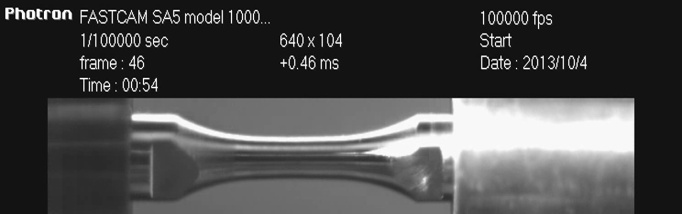 Photron FASTCAM SA5 model 1000... 100000 fps
1/100000 sec 640 x 104 Start
frame : 46 +0.46 ms Date : 2013/10/4
Time : 00:54